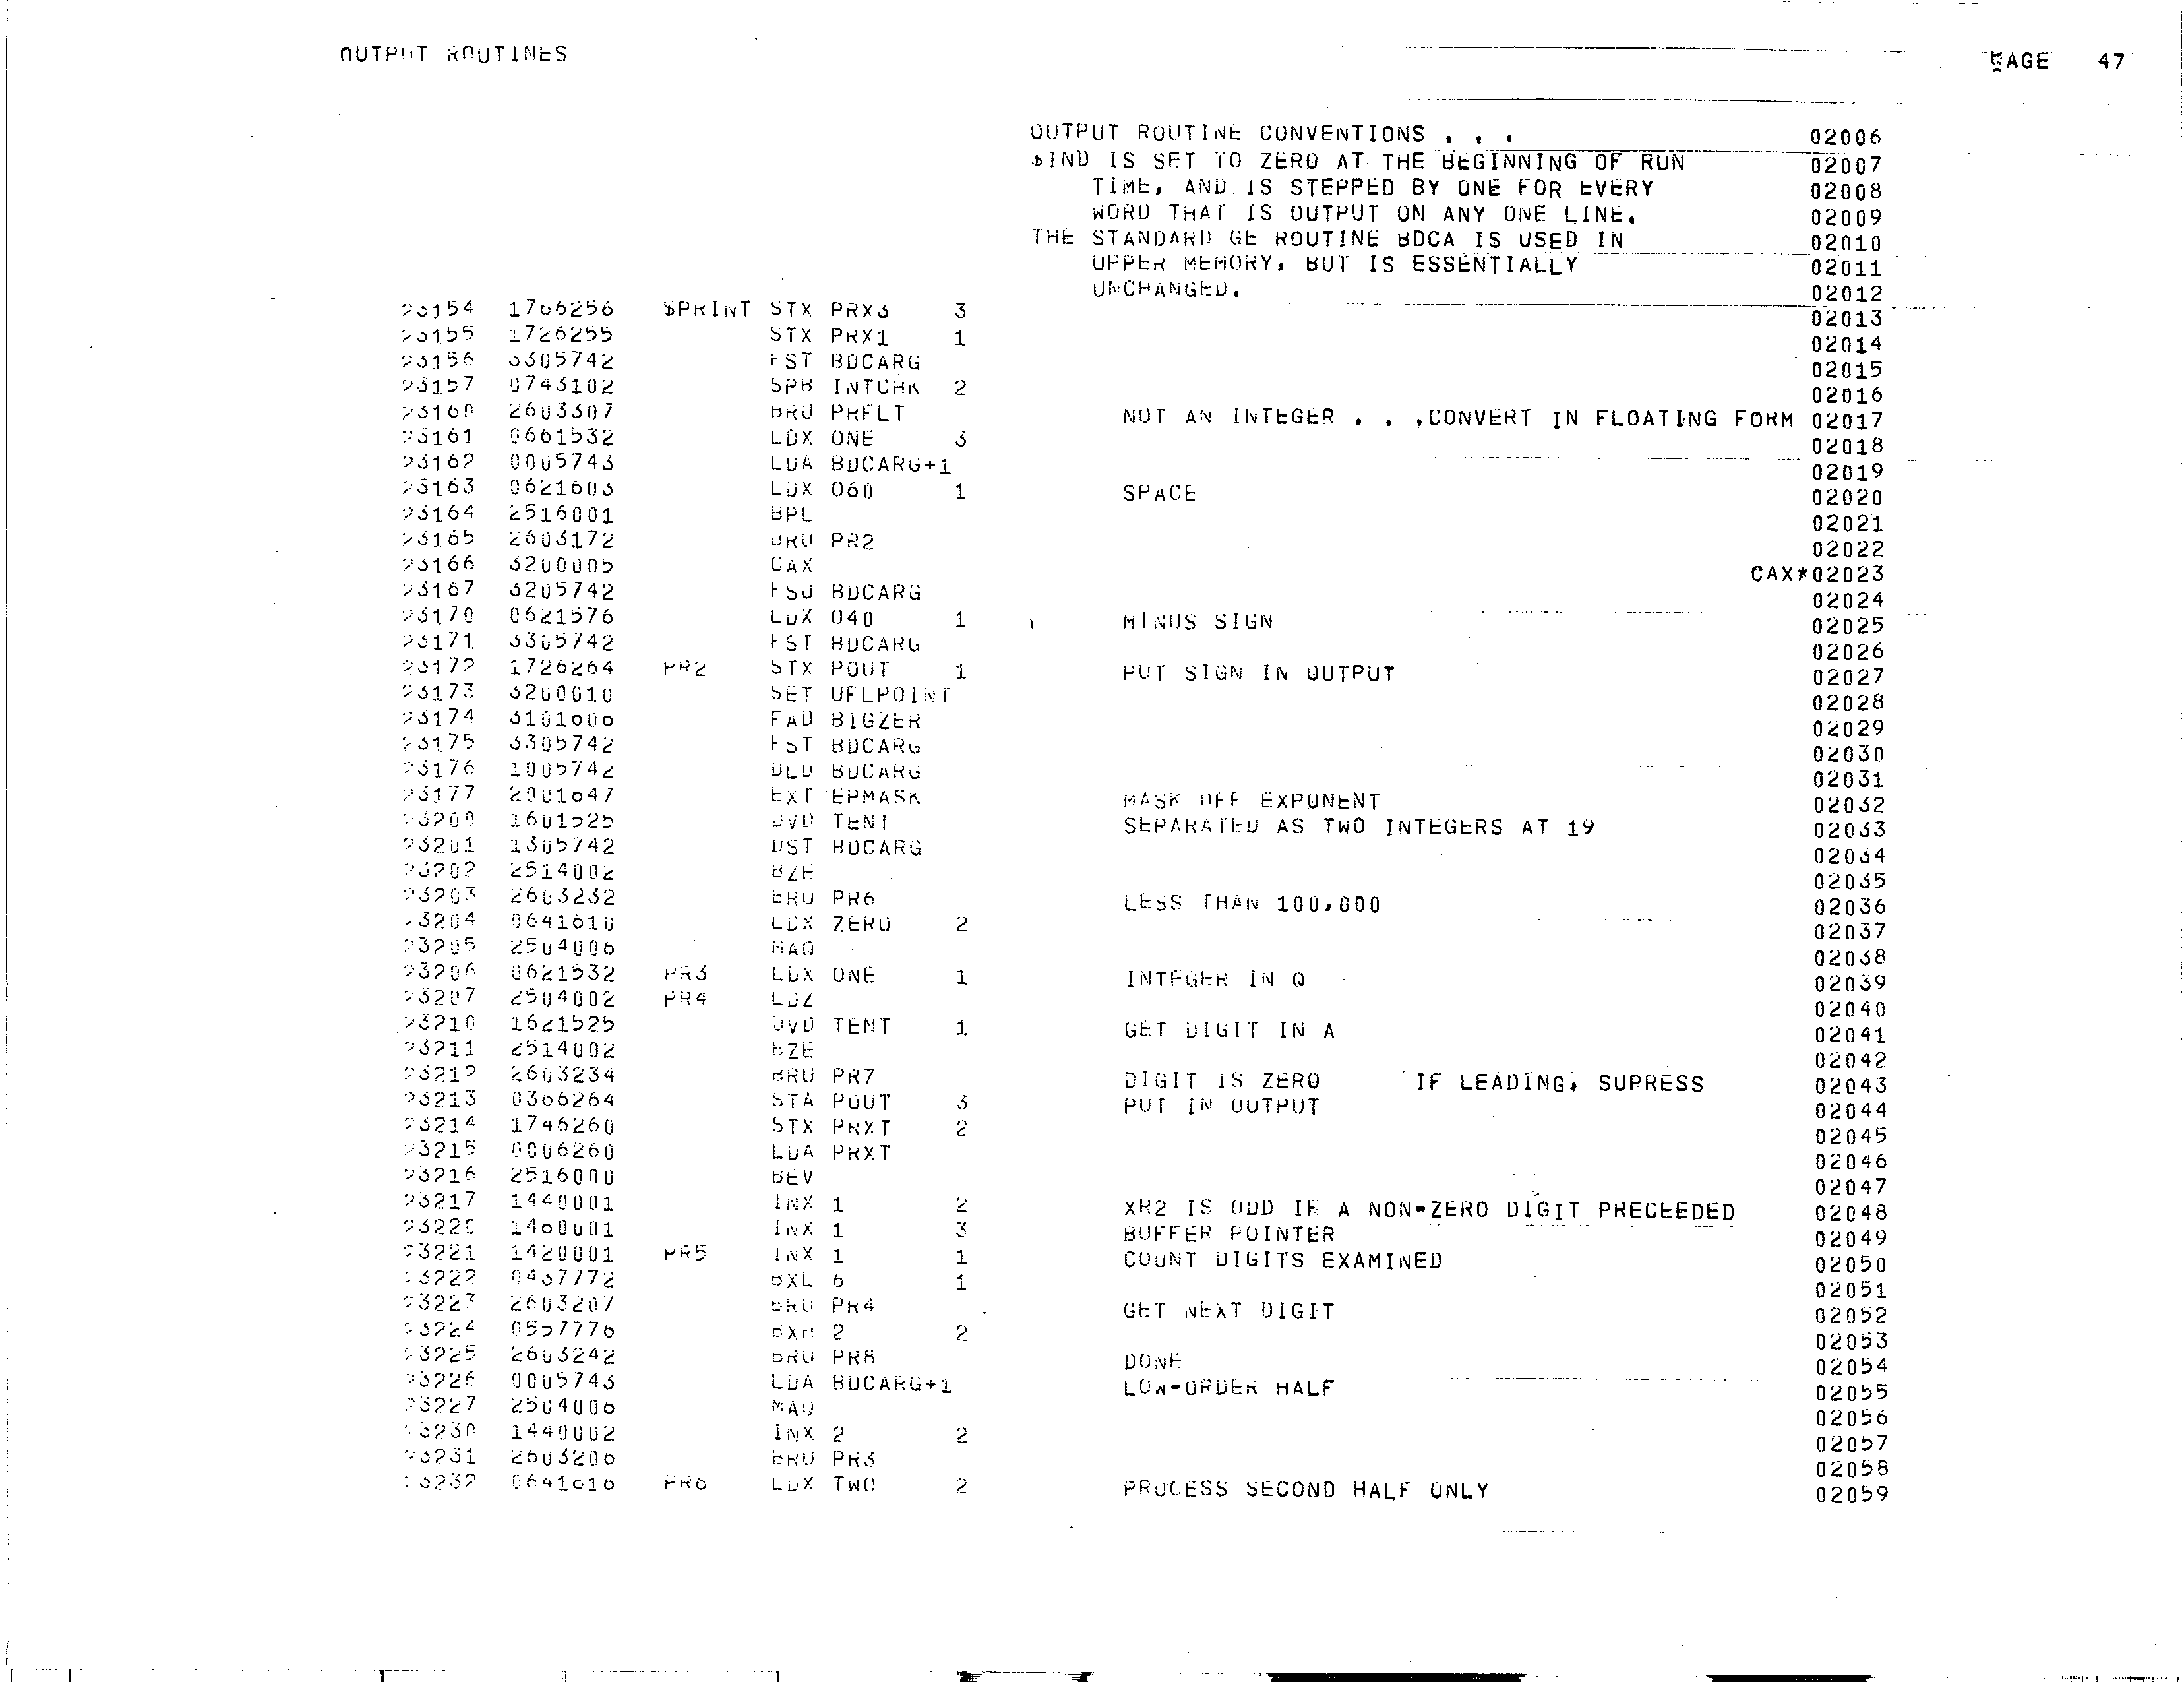 OUTPUT ROUTINES PAGE 47
OUTPUT ROUTINE CONVENTIONS . . . 02006
$IND IS SET TO ZERO AT THE BEGINNING OF RUN 02007
TIME, AND IS STEPPED BY ONE FOR EVERY 02008
WORD THAT IS OUTPUT ON ANY ONE LINE. 02009
THE STANDARD GE ROUTINE BDCA IS USED IN 02010
UPPER MEMORY, BUT IS ESSENTIALLY 02011
UNCHANGED. 02012
23154 1766256 $PRINT STX PRX3 3 02013
23155 1726255 STX PRX1 1 02014
23156 3305742 FST BDCARG 02015
23157 0743102 SPB INTCHK 2 02016
23160 2603307 BRU PRFLT NOT AN INTEGER . . .CONVERT IN FLOATING FORM 02017
23161 0661532 LDX ONE 3 02018
23162 0005743 LDA BDCARG+1 02019
23163 0621603 LDX O60 1 SPACE 02020
23164 2516001 BPL 02021
23165 2603172 BRU PR2 02022
23166 3200005 CAX CAX*02023
23167 3205742 FSU BDCARG 02024
23170 0621576 LDX O40 1 MINUS SIGN 02025
23171 3305742 FST BDCARG 02026
23172 1726264 PR2 STX POUT 1 PUT SIGN IN OUTPUT 02027
23173 3200010 SET UFLPOINT 02028
23174 3101606 FAD BIGZER 02029
23175 3305742 FST BDCARG 02030
23176 1005742 DLD BDCARG 02031
23177 2001647 EXT EPMASK MASK OFF EXPONENT 02032
23200 1601525 DVD TENT SEPARATED AS TWO INTEGERS AT 19 02033
23201 1305742 DST BDCARG 02034
23202 2514002 BZE 02035
23203 2603232 BRU PR6 LESS THAN 100,000 02036
23204 0641610 LDX ZERO 2 02037
23205 2504006 MAQ 02038
23206 0621532 PR3 LDX ONE 1 INTEGER IN Q 02039
23207 2504002 PR4 LDZ 02040
23210 1621525 DVD TENT 1 GET DIGIT IN A 02041
23211 2514002 BZE 02042
23212 2603234 BRU PR7 DIGIT IS ZERO IF LEADING, SUPRESS 02043
23213 0366264 STA POUT 3 PUT IN OUTPUT 02044
23214 1746260 STX PRXT 2 02045
23215 0006260 LDA PRXT 02046
23216 2516000 BEV 02047
23217 1440001 INX 1 2 XR2 IS ODD IF A NON-ZERO DIGIT PRECEEDED 02048
23220 1460001 INX 1 3 BUFFER POINTER 02049
23221 1420001 PR5 INX 1 1 COUNT DIGITS EXAMINED 02050
23222 0437772 BXL 6 1 02051
23223 2603207 BRU PR4 GET NEXT DIGIT 02052
23224 0557776 BXH 2 2 02053
23225 2603242 BRU PR8 DONE 02054
23226 0005743 LDA BDCARG+1 LOW-ORDER HALF 02055
23227 2504006 MAQ 02056
23230 1440002 INX 2 2 02057
23231 2603206 BRU PR3 02058
23232 0641616 PR6 LDX TWO 2 PROCESS SECOND HALF ONLY 02059